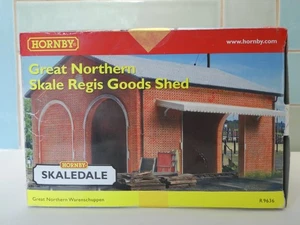 HORNBY
www.hornby.com
Great Northern
Skale Regis Goods Shed
HORNBY
SKALEDALE
Great Northern Warenschuppen
R 9636